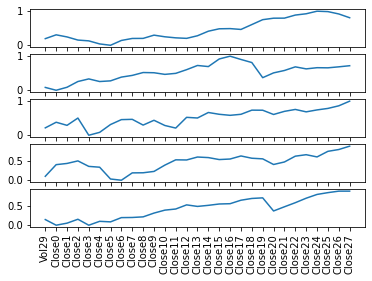 1
0
1
0
1
0
0.5
0.0
0.5
0.0
Vol29
Close0
Close1
Close2
Close3
Close4
Close5
Close6
Close7
Close8
Close9
Close10
Close11
Close12
Close13
Close14
Close15
Close16
Close17
Close18
Close19
Close20
Close21
Close22
Close23
Close24
Close25
Close26
Close27